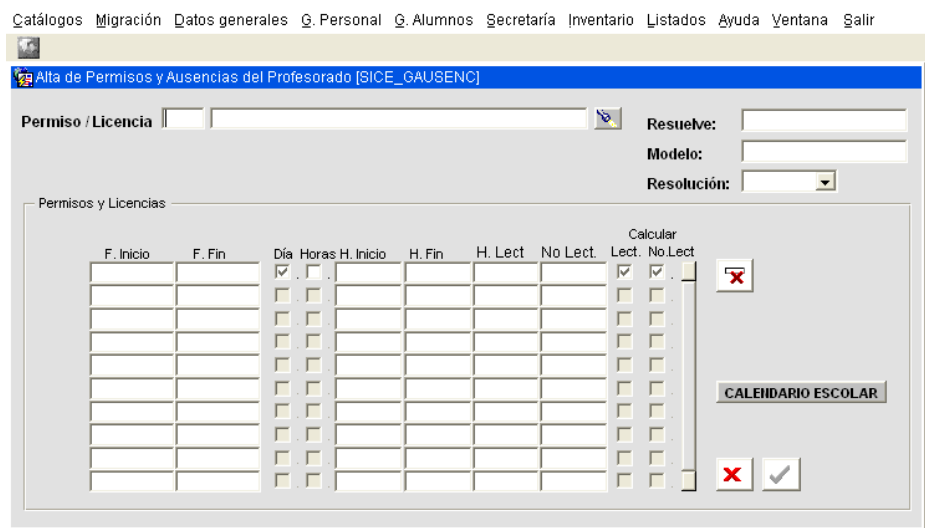 Catálogos Migración Datos generales G. Personal G. Alumnos Secretaría Inventario Listados Ayuda Ventana Salir
Alta de Permisos y Ausencias del Profesorado [SICE_GAUSENC]
Permiso / Licencia
Resuelve:
Modelo:
Resolución:
Permisos y Licencias
Calcular
F. Inicio F. Fin Día Horas H. Inicio H. Fin H. Lect No Lect. Lect. No.Lect
CALENDARIO ESCOLAR